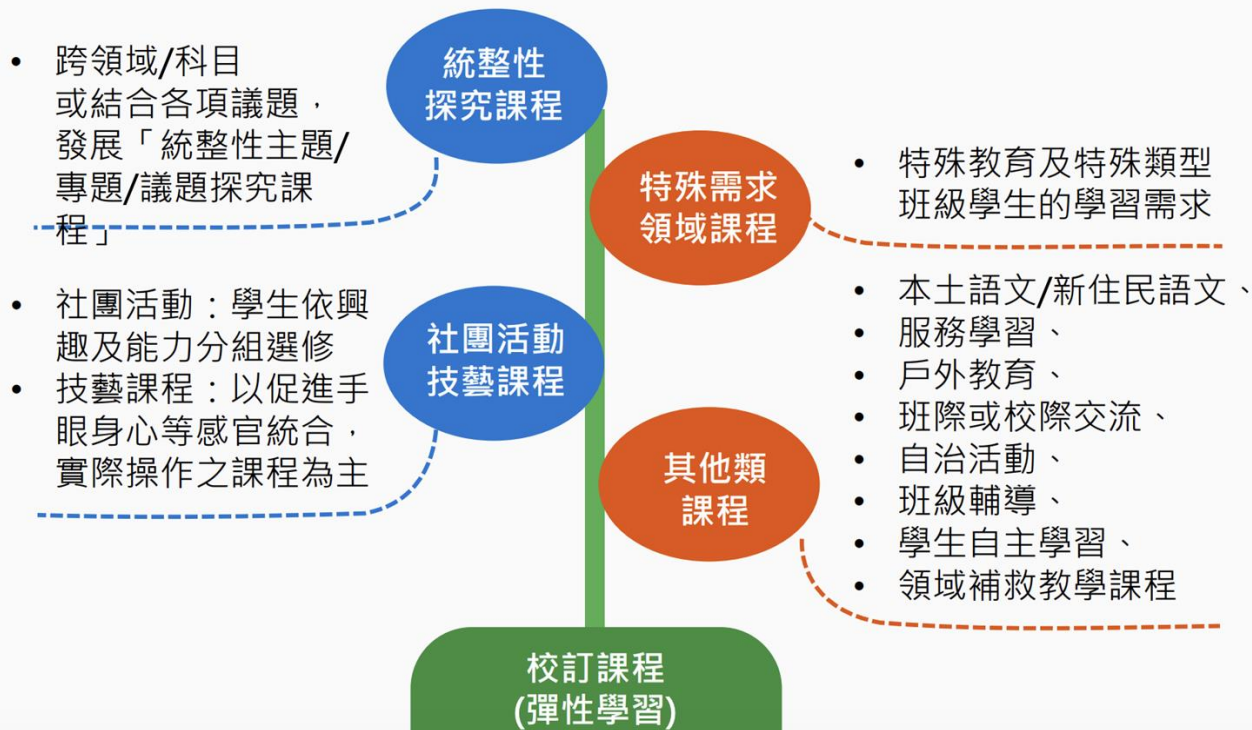 統整性
探究課程
• 跨領域/科目
或結合各項議題，
發展「統整性主題/
專題/議題探究課
程」
特殊需求
領域課程
• 特殊教育及特殊類型
班級學生的學習需求
社團活動
技藝課程
• 社團活動：學生依興
趣及能力分組選修
• 技藝課程：以促進手
眼身心等感官統合，
實際操作之課程為主
其他類
課程
• 本土語文/新住民語文、
• 服務學習、
• 戶外教育、
• 班際或校際交流、
• 自治活動、
• 班級輔導、
• 學生自主學習、
• 領域補救教學課程
校訂課程
(彈性學習)